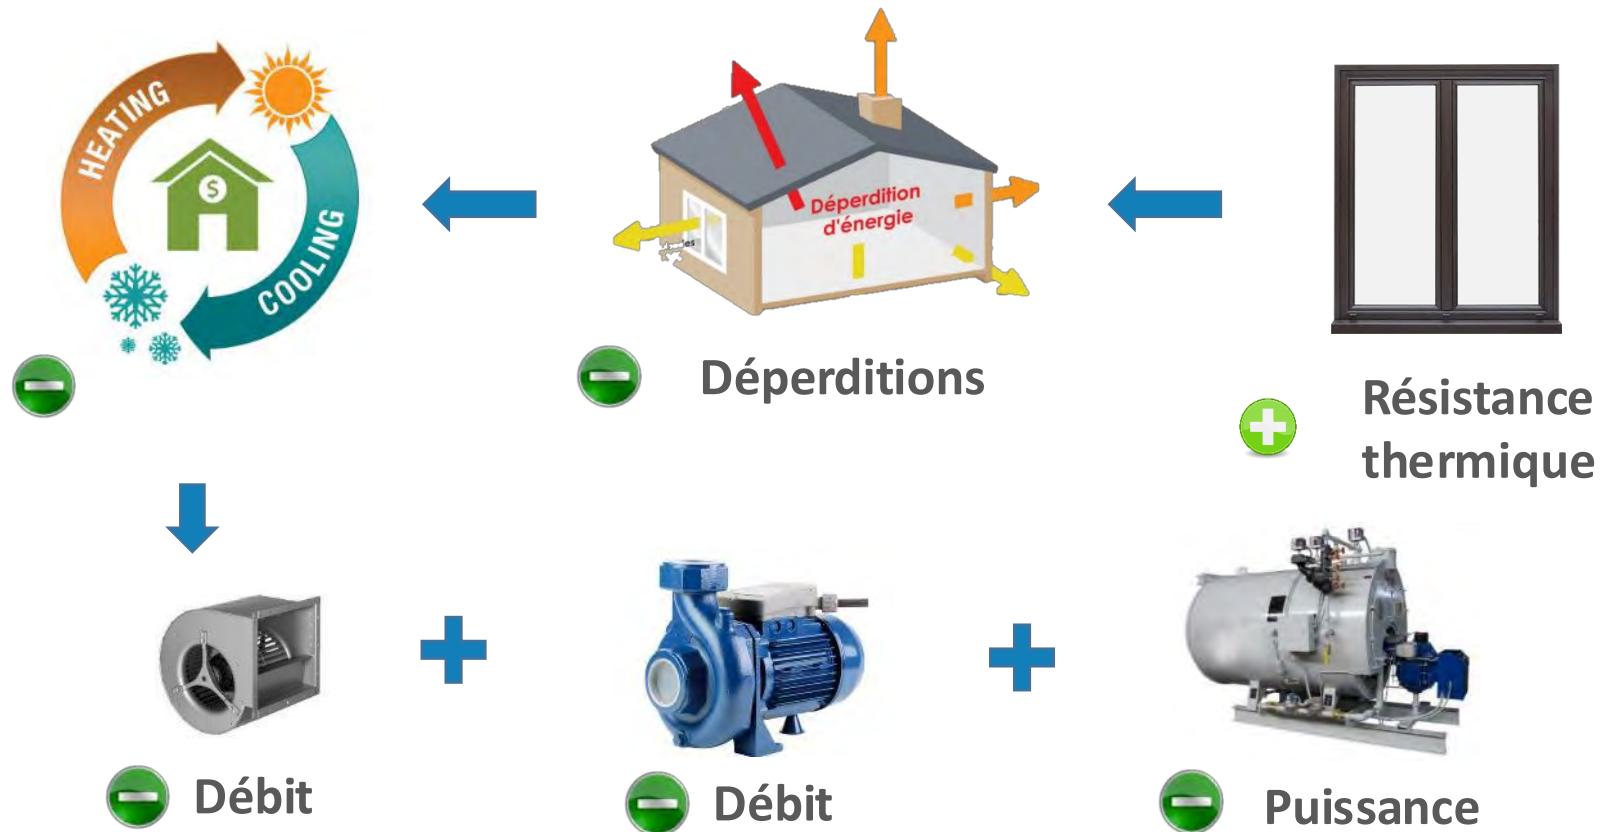 HEATING
COOLING
$
Déperdition
d'énergie
Déperditions
Résistance
thermique
Débit
Débit
Puissance